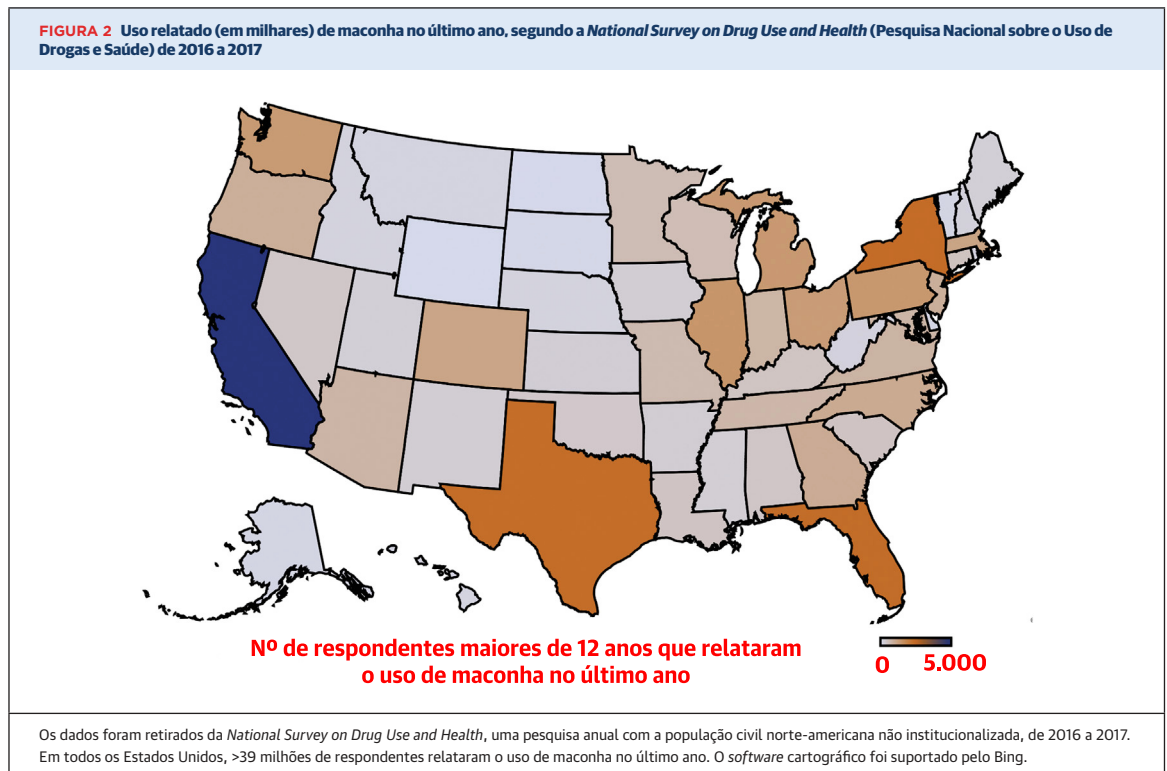 FIGURA 2 Uso relatado (em milhares) de maconha no último ano, segundo a National Survey on Drug Use and Health (Pesquisa Nacional sobre o Uso de
Drogas e Saúde) de 2016 a 2017
Nº de respondentes maiores de 12 anos que relataram
o uso de maconha no último ano
0 5.000
Os dados foram retirados da National Survey on Drug Use and Health, uma pesquisa anual com a população civil norte-americana não institucionalizada, de 2016 a 2017.
Em todos os Estados Unidos, >39 milhões de respondentes relataram o uso de maconha no último ano. O software cartográfico foi suportado pelo Bing.